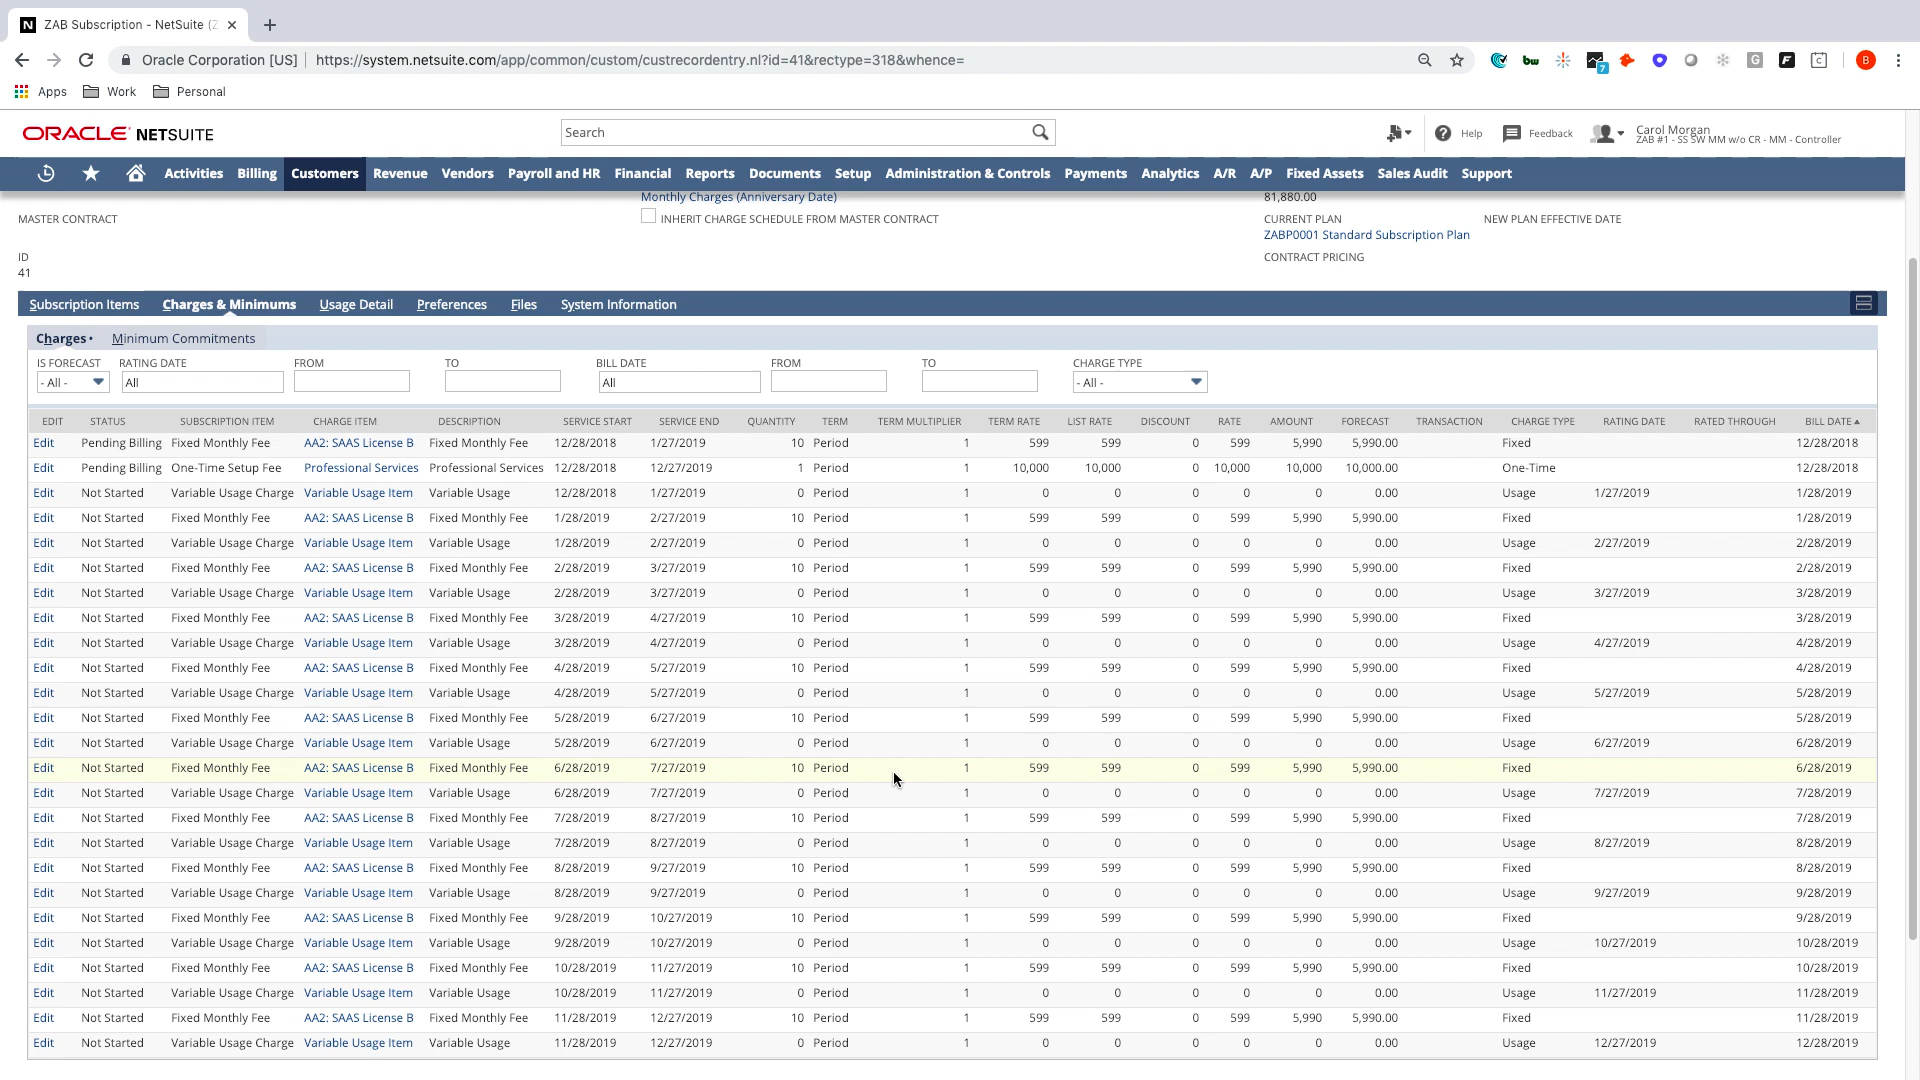 ZAB Subscription - NetSuite (Z
Oracle Corporation [US] https://system.netsuite.com/app/common/custom/custrecordentry.nl?id=41&rectype=318&whence=
bw 7 G F C B
Apps Work Personal
ORACLE NETSUITE Search Help Feedback Carol Morgan
ZAB #1 - SS SW MM w/o CR - MM - Controller
Activities Billing Customers Revenue Vendors Payroll and HR Financial Reports Documents Setup Administration & Controls Payments Analytics A/R A/P Fixed Assets Sales Audit Support
Monthly Charges (Anniversary Date) 81,880.00
MASTER CONTRACT INHERIT CHARGE SCHEDULE FROM MASTER CONTRACT CURRENT PLAN NEW PLAN EFFECTIVE DATE
ZABP0001 Standard Subscription Plan
ID CONTRACT PRICING
41
Subscription Items Charges & Minimums Usage Detail Preferences Files System Information
Charges • Minimum Commitments
IS FORECAST RATING DATE FROM TO BILL DATE FROM TO CHARGE TYPE
- All - All All - All -
EDIT STATUS SUBSCRIPTION ITEM CHARGE ITEM DESCRIPTION SERVICE START SERVICE END QUANTITY TERM TERM MULTIPLIER TERM RATE LIST RATE DISCOUNT RATE AMOUNT FORECAST TRANSACTION CHARGE TYPE RATING DATE RATED THROUGH BILL DATE ▲
Edit Pending Billing Fixed Monthly Fee AA2: SAAS License B Fixed Monthly Fee 12/28/2018 1/27/2019 10 Period 1 599 599 0 599 5,990 5,990.00 Fixed 12/28/2018
Edit Pending Billing One-Time Setup Fee Professional Services Professional Services 12/28/2018 12/27/2019 1 Period 1 10,000 10,000 0 10,000 10,000 10,000.00 One-Time 12/28/2018
Edit Not Started Variable Usage Charge Variable Usage Item Variable Usage 12/28/2018 1/27/2019 0 Period 1 0 0 0 0 0 0.00 Usage 1/27/2019 1/28/2019
Edit Not Started Fixed Monthly Fee AA2: SAAS License B Fixed Monthly Fee 1/28/2019 2/27/2019 10 Period 1 599 599 0 599 5,990 5,990.00 Fixed 1/28/2019
Edit Not Started Variable Usage Charge Variable Usage Item Variable Usage 1/28/2019 2/27/2019 0 Period 1 0 0 0 0 0 0.00 Usage 2/27/2019 2/28/2019
Edit Not Started Fixed Monthly Fee AA2: SAAS License B Fixed Monthly Fee 2/28/2019 3/27/2019 10 Period 1 599 599 0 599 5,990 5,990.00 Fixed 2/28/2019
Edit Not Started Variable Usage Charge Variable Usage Item Variable Usage 2/28/2019 3/27/2019 0 Period 1 0 0 0 0 0 0.00 Usage 3/27/2019 3/28/2019
Edit Not Started Fixed Monthly Fee AA2: SAAS License B Fixed Monthly Fee 3/28/2019 4/27/2019 10 Period 1 599 599 0 599 5,990 5,990.00 Fixed 3/28/2019
Edit Not Started Variable Usage Charge Variable Usage Item Variable Usage 3/28/2019 4/27/2019 0 Period 1 0 0 0 0 0 0.00 Usage 4/27/2019 4/28/2019
Edit Not Started Fixed Monthly Fee AA2: SAAS License B Fixed Monthly Fee 4/28/2019 5/27/2019 10 Period 1 599 599 0 599 5,990 5,990.00 Fixed 4/28/2019
Edit Not Started Variable Usage Charge Variable Usage Item Variable Usage 4/28/2019 5/27/2019 0 Period 1 0 0 0 0 0 0.00 Usage 5/27/2019 5/28/2019
Edit Not Started Fixed Monthly Fee AA2: SAAS License B Fixed Monthly Fee 5/28/2019 6/27/2019 10 Period 1 599 599 0 599 5,990 5,990.00 Fixed 5/28/2019
Edit Not Started Variable Usage Charge Variable Usage Item Variable Usage 5/28/2019 6/27/2019 0 Period 1 0 0 0 0 0 0.00 Usage 6/27/2019 6/28/2019
Edit Not Started Fixed Monthly Fee AA2: SAAS License B Fixed Monthly Fee 6/28/2019 7/27/2019 10 Period 1 599 599 0 599 5,990 5,990.00 Fixed 6/28/2019
Edit Not Started Variable Usage Charge Variable Usage Item Variable Usage 6/28/2019 7/27/2019 0 Period 1 0 0 0 0 0 0.00 Usage 7/27/2019 7/28/2019
Edit Not Started Fixed Monthly Fee AA2: SAAS License B Fixed Monthly Fee 7/28/2019 8/27/2019 10 Period 1 599 599 0 599 5,990 5,990.00 Fixed 7/28/2019
Edit Not Started Variable Usage Charge Variable Usage Item Variable Usage 7/28/2019 8/27/2019 0 Period 1 0 0 0 0 0 0.00 Usage 8/27/2019 8/28/2019
Edit Not Started Fixed Monthly Fee AA2: SAAS License B Fixed Monthly Fee 8/28/2019 9/27/2019 10 Period 1 599 599 0 599 5,990 5,990.00 Fixed 8/28/2019
Edit Not Started Variable Usage Charge Variable Usage Item Variable Usage 8/28/2019 9/27/2019 0 Period 1 0 0 0 0 0 0.00 Usage 9/27/2019 9/28/2019
Edit Not Started Fixed Monthly Fee AA2: SAAS License B Fixed Monthly Fee 9/28/2019 10/27/2019 10 Period 1 599 599 0 599 5,990 5,990.00 Fixed 9/28/2019
Edit Not Started Variable Usage Charge Variable Usage Item Variable Usage 9/28/2019 10/27/2019 0 Period 1 0 0 0 0 0 0.00 Usage 10/27/2019 10/28/2019
Edit Not Started Fixed Monthly Fee AA2: SAAS License B Fixed Monthly Fee 10/28/2019 11/27/2019 10 Period 1 599 599 0 599 5,990 5,990.00 Fixed 10/28/2019
Edit Not Started Variable Usage Charge Variable Usage Item Variable Usage 10/28/2019 11/27/2019 0 Period 1 0 0 0 0 0 0.00 Usage 11/27/2019 11/28/2019
Edit Not Started Fixed Monthly Fee AA2: SAAS License B Fixed Monthly Fee 11/28/2019 12/27/2019 10 Period 1 599 599 0 599 5,990 5,990.00 Fixed 11/28/2019
Edit Not Started Variable Usage Charge Variable Usage Item Variable Usage 11/28/2019 12/27/2019 0 Period 1 0 0 0 0 0 0.00 Usage 12/27/2019 12/28/2019